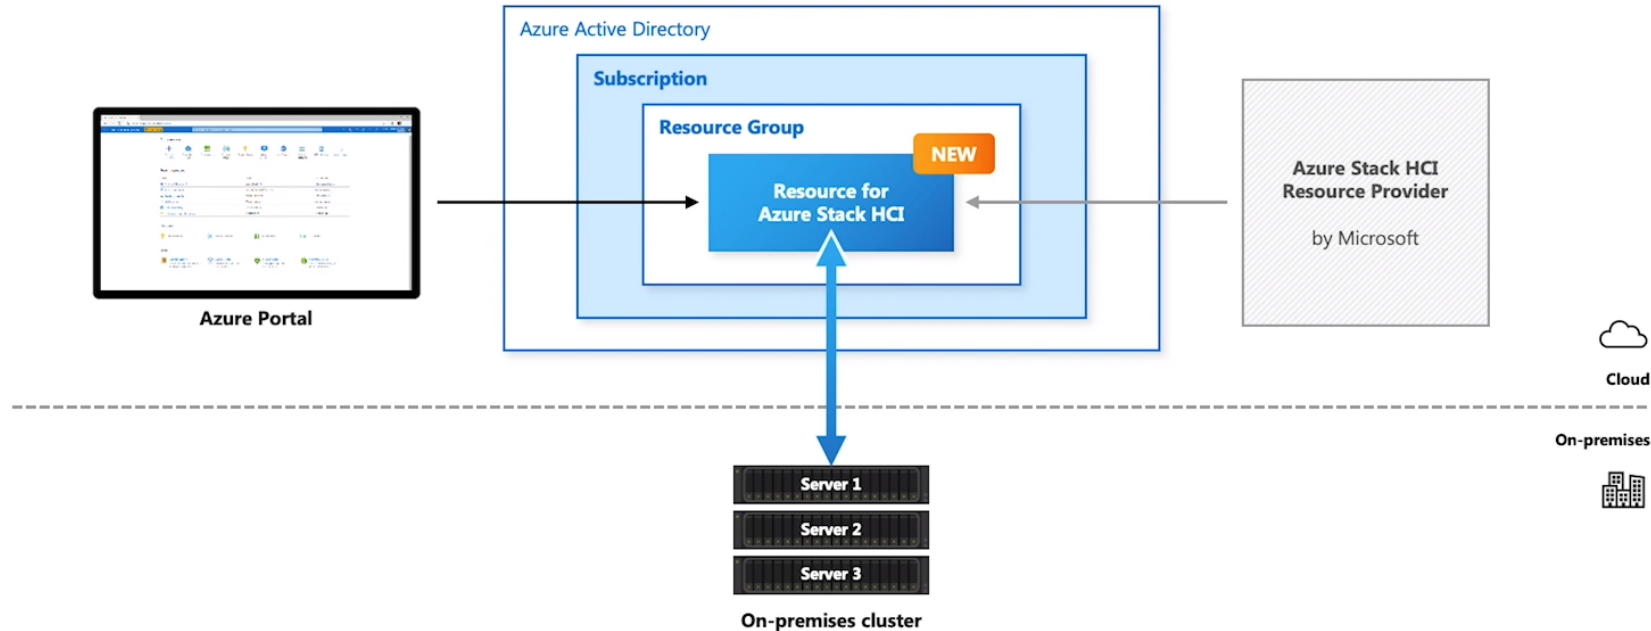 Azure Active Directory
Subscription
Resource Group
NEW
Resource for
Azure Stack HCI
Azure Portal
Azure Stack HCI
Resource Provider
by Microsoft
Cloud
On-premises
Server 1
Server 2
Server 3
On-premises cluster